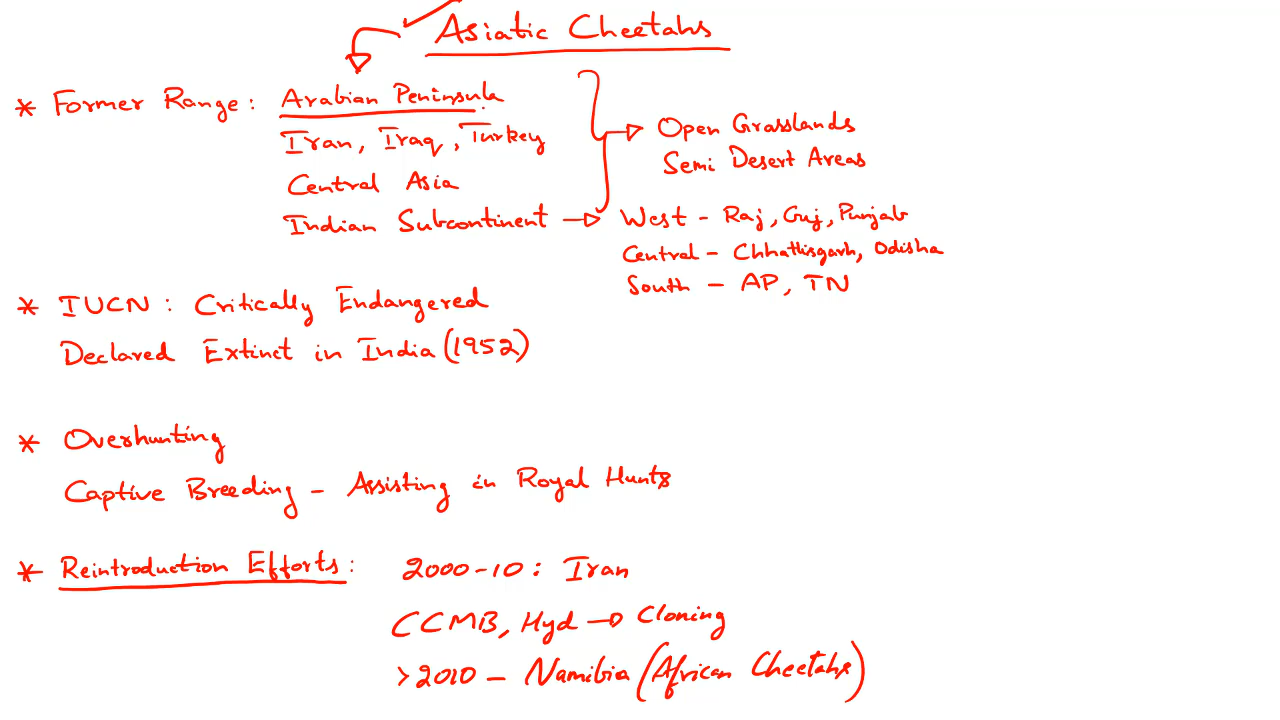 Asiatic Cheetahs
* Former Range: Arabian Peninsula
Iran, Iraq, Turkey
Central Asia
Indian Subcontinent → West - Raj, Guj, Punjab
Open Grasslands
Semi Desert Areas
Central - Chhattisgarh, Odisha
South - AP, TN
* IUCN: Critically Endangered
Declared Extinct in India (1952)
* Overhunting
Captive Breeding - Assisting in Royal Hunts
* Reintroduction Efforts: 2000-10: Iran
CCMB, Hyd → Cloning
>2010 - Namibia (African Cheetahs)